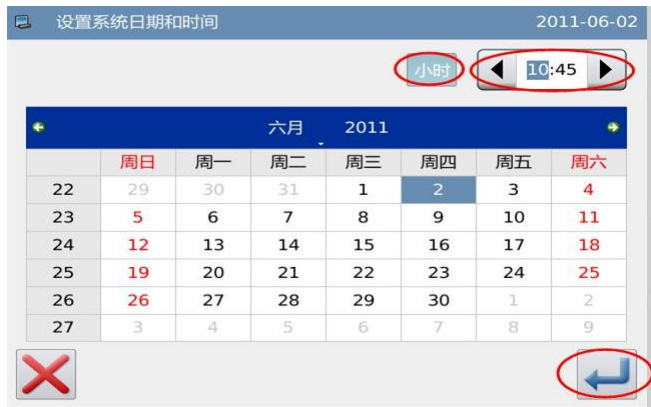 设置系统日期和时间 2011-06-02
小时 10:45
六月 2011
周日 周一 周二 周三 周四 周五 周六
22 29 30 31 1 2 3 4
23 5 6 7 8 9 10 11
24 12 13 14 15 16 17 18
25 19 20 21 22 23 24 25
26 26 27 28 29 30 1 2
27 3 4 5 6 7 8 9